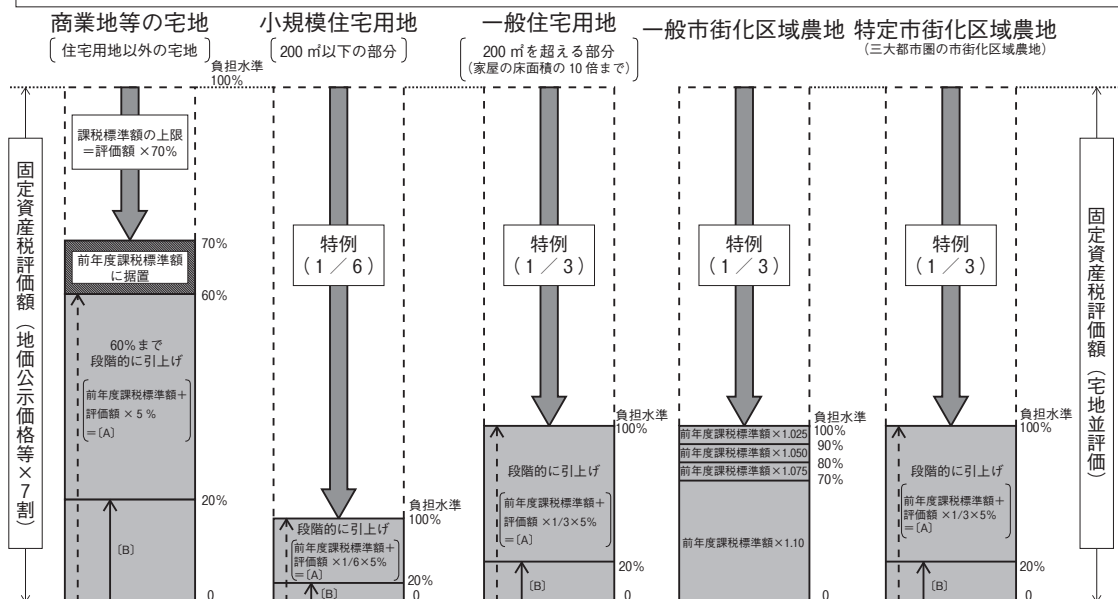 商業地等の宅地
住宅用地以外の宅地
負担水準
100%
課税標準額の上限
＝評価額×70%
70%
前年度課税標準額
に据置
60%
60%まで
段階的に引上げ
前年度課税標準額＋
評価額×5%
＝〔A〕
20%
〔B〕
0
固定資産税評価額（地価公示価格等×7割）
小規模住宅用地
200㎡以下の部分
特例
（1／6）
負担水準
100%
段階的に引上げ
前年度課税標準額＋
評価額×1/6×5%
＝〔A〕
20%
〔B〕
0
一般住宅用地
200㎡を超える部分
（家屋の床面積の10倍まで）
特例
（1／3）
負担水準
100%
段階的に引上げ
前年度課税標準額＋
評価額×1/3×5%
＝〔A〕
20%
〔B〕
0
一般市街化区域農地
特例
（1／3）
負担水準
100%
前年度課税標準額×1.025
90%
前年度課税標準額×1.050
80%
前年度課税標準額×1.075
70%
前年度課税標準額×1.10
0
特定市街化区域農地
（三大都市圏の市街化区域農地）
特例
（1／3）
負担水準
100%
段階的に引上げ
前年度課税標準額＋
評価額×1/3×5%
＝〔A〕
20%
〔B〕
0
固定資産税評価額（宅地並評価）